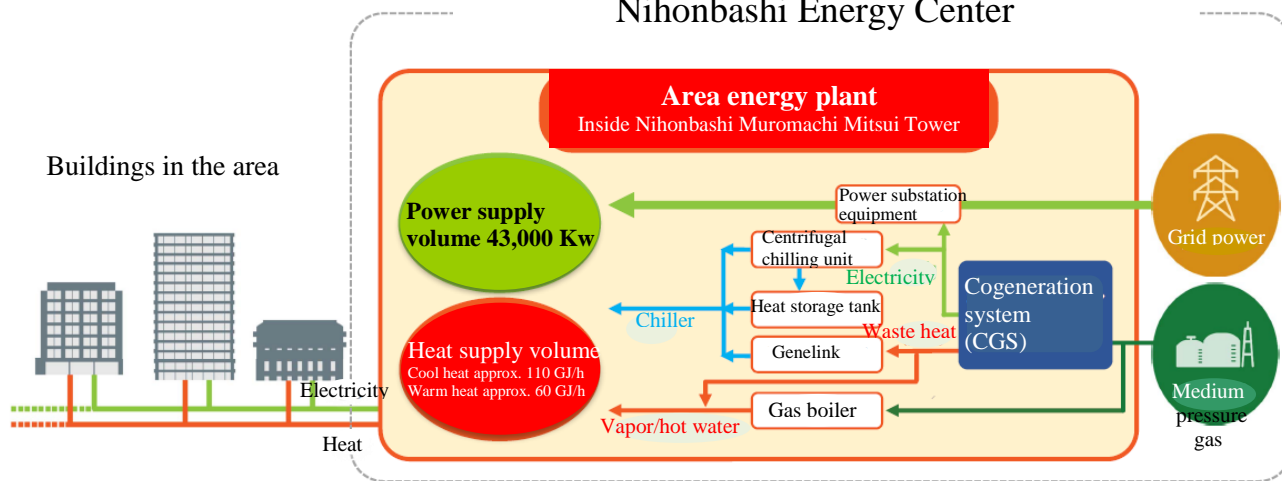 Nihonbashi Energy Center
Area energy plant
Inside Nihonbashi Muromachi Mitsui Tower
Buildings in the area
Power supply
volume 43,000 Kw
Power substation
equipment
Grid power
Centrifugal
chilling unit
Electricity
Cogeneration
system
(CGS)
Heat storage tank
Chiller
Waste heat
Genelink
Heat supply volume
Cool heat approx. 110 GJ/h
Warm heat approx. 60 GJ/h
Gas boiler
Vapor/hot water
Medium
pressure
gas
Electricity
Heat